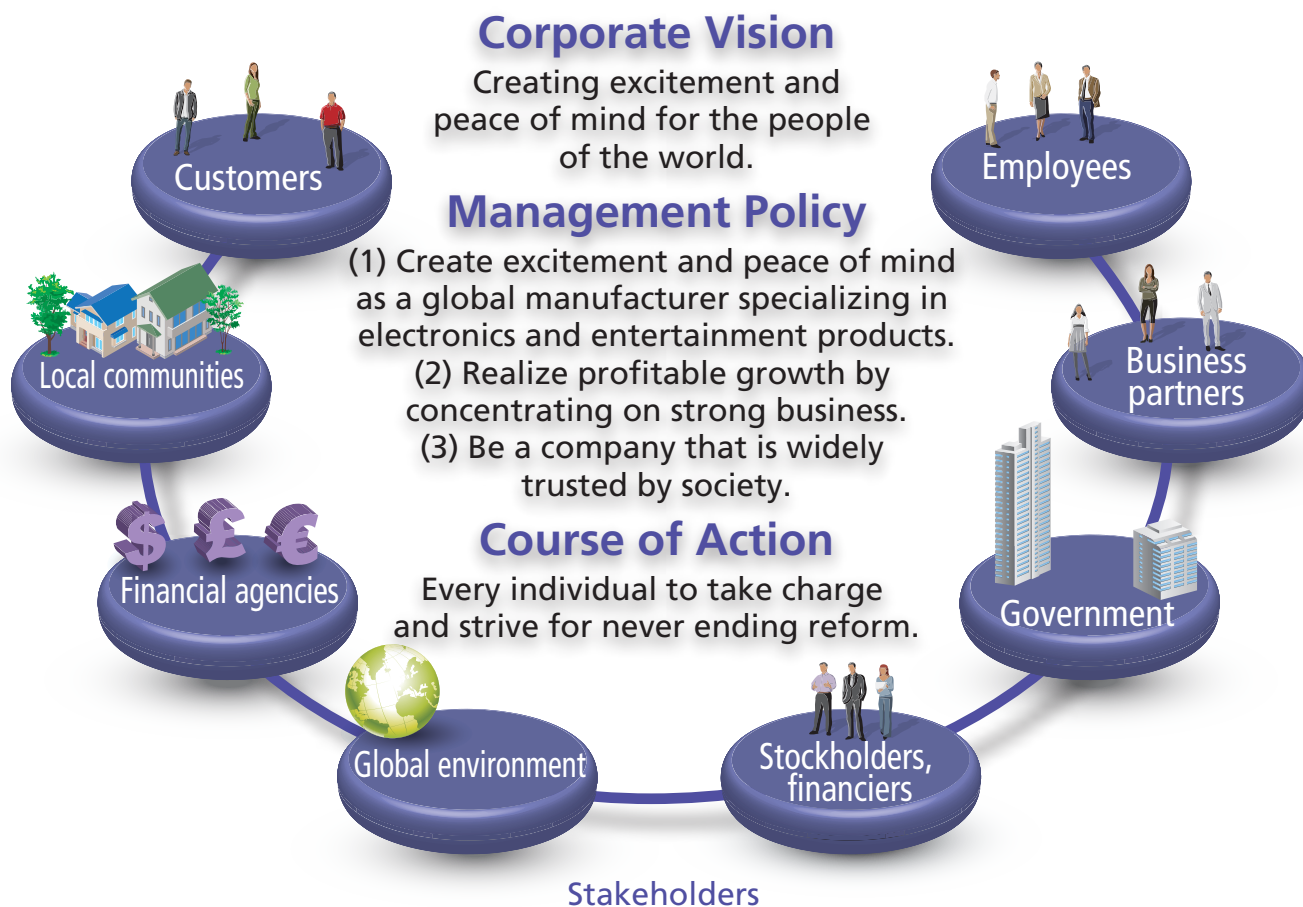 Corporate Vision
Creating excitement and
peace of mind for the people
of the world.
Customers
Employees
Management Policy
(1) Create excitement and peace of mind
as a global manufacturer specializing in
electronics and entertainment products.
(2) Realize profitable growth by
concentrating on strong business.
(3) Be a company that is widely
trusted by society.
Local communities
Business
partners
Course of Action
Every individual to take charge
and strive for never ending reform.
$ £ €
Financial agencies
Government
Global environment
Stockholders,
financiers
Stakeholders